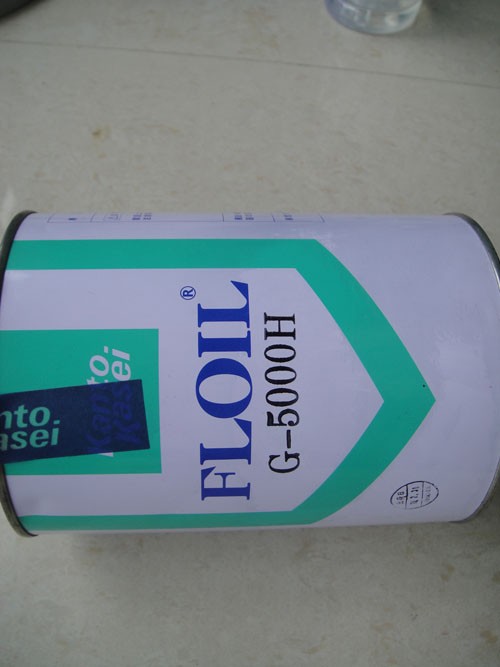 FLOIL®
G-5000H
Kanto
Kasei
nto
asei